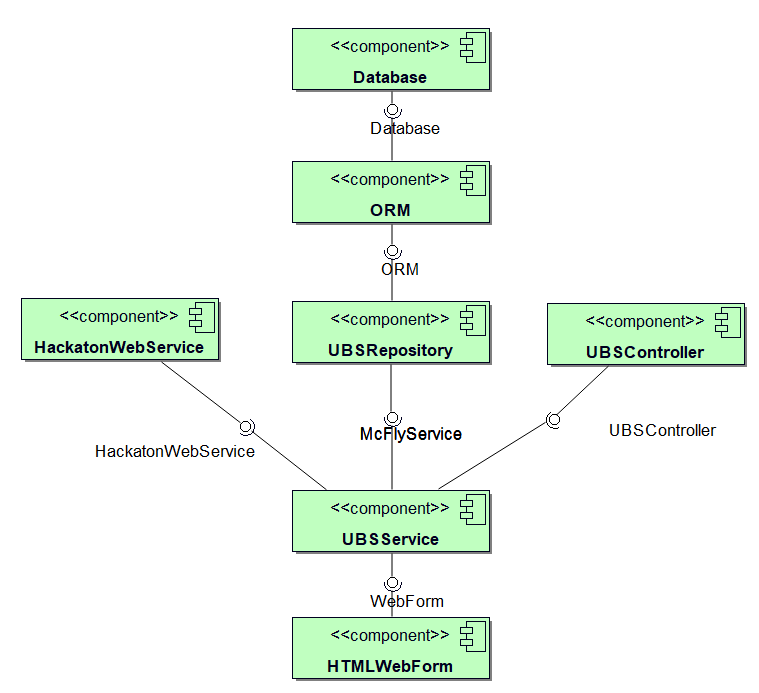 <<component>>
Database
Database
<<component>>
ORM
ORM
<<component>>
HackatonWebService
<<component>>
UBSRepository
<<component>>
UBSController
HackatonWebService
McFlyService
UBSController
<<component>>
UBSService
WebForm
<<component>>
HTMLWebForm